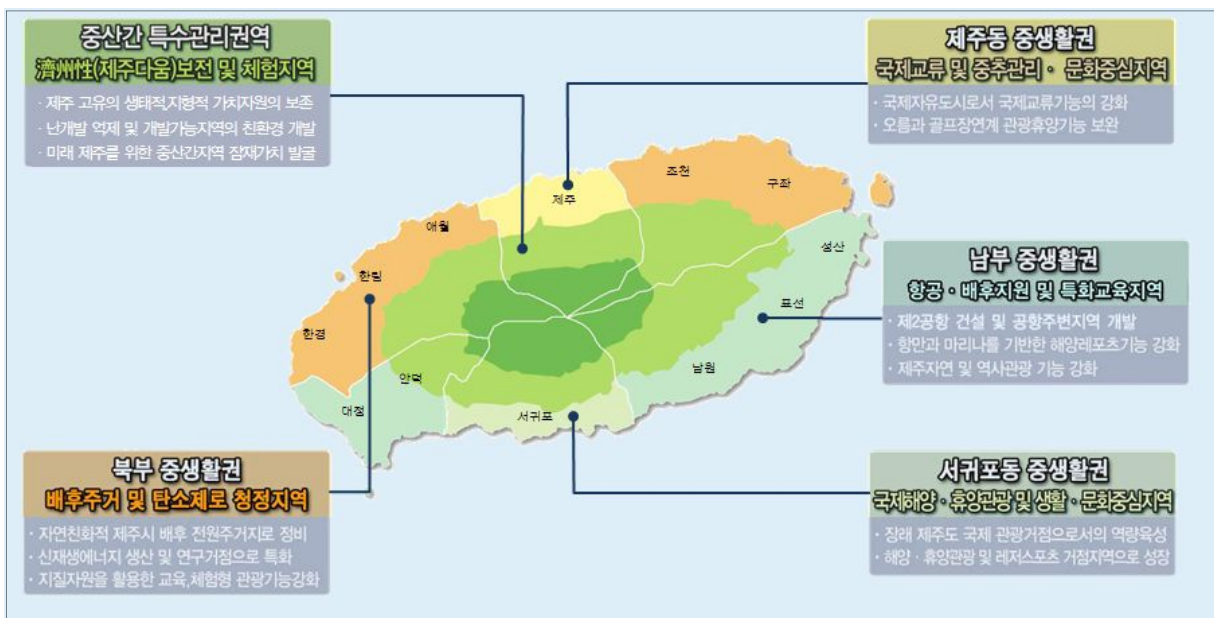 중산간 특수관리권역
濟州性(제주다움)보전 및 체험지역
· 제주 고유의 생태적,지형적 가치자원의 보존
· 난개발 억제 및 개발가능지역의 친환경 개발
· 미래 제주를 위한 중산간지역 잠재가치 발굴
제주동 중생활권
국제교류 및 중추관리 · 문화중심지역
· 국제자유도시로서 국제교류기능의 강화
· 오름과 골프장연계 관광휴양기능 보완
조천
구좌
제주
애월
한림
한경
성산
표선
남원
안덕
대정
서귀포
남부 중생활권
항공 · 배후지원 및 특화교육지역
· 제2공항 건설 및 공항주변지역 개발
· 항만과 마리나를 기반한 해양레포츠기능 강화
· 제주자연 및 역사관광 기능 강화
북부 중생활권
배후주거 및 탄소제로 청정지역
· 자연친화적 제주시 배후 전원주거지로 정비
· 신재생에너지 생산 및 연구거점으로 특화
· 지질자원을 활용한 교육,체험형 관광기능강화
서귀포동 중생활권
국제해양 · 휴양관광 및 생활 · 문화중심지역
· 장래 제주도 국제 관광거점으로서의 역량육성
· 해양 · 휴양관광 및 레저스포츠 거점지역으로 성장